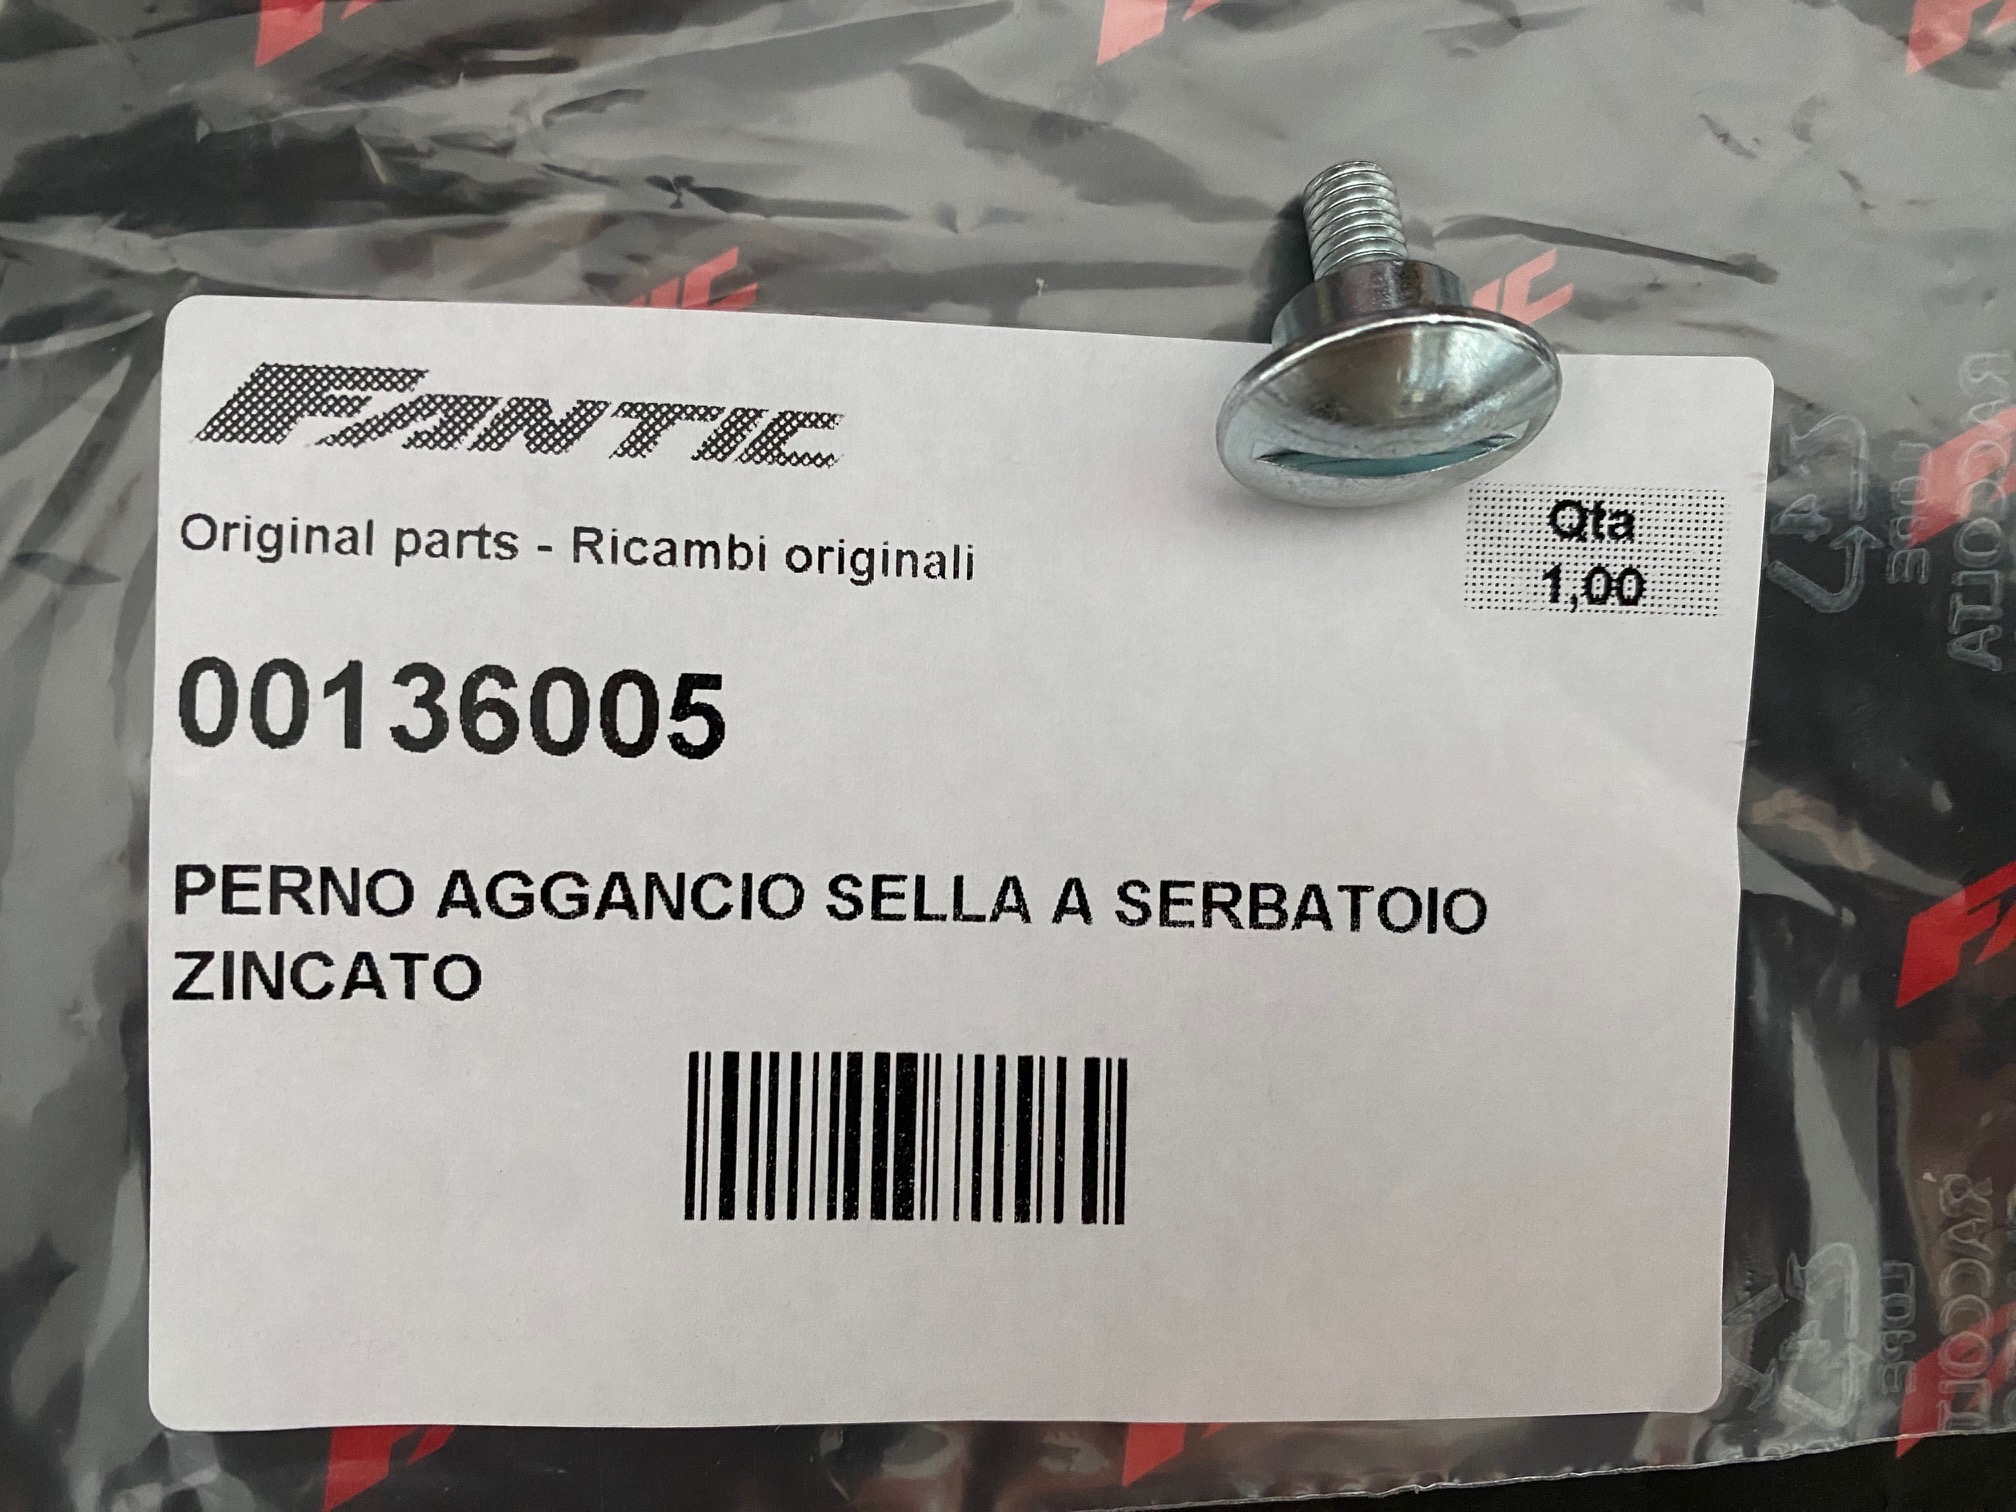 FANTIC
Original parts - Ricambi originali
Qta
1,00
00136005
PERNO AGGANCIO SELLA A SERBATOIO
ZINCATO